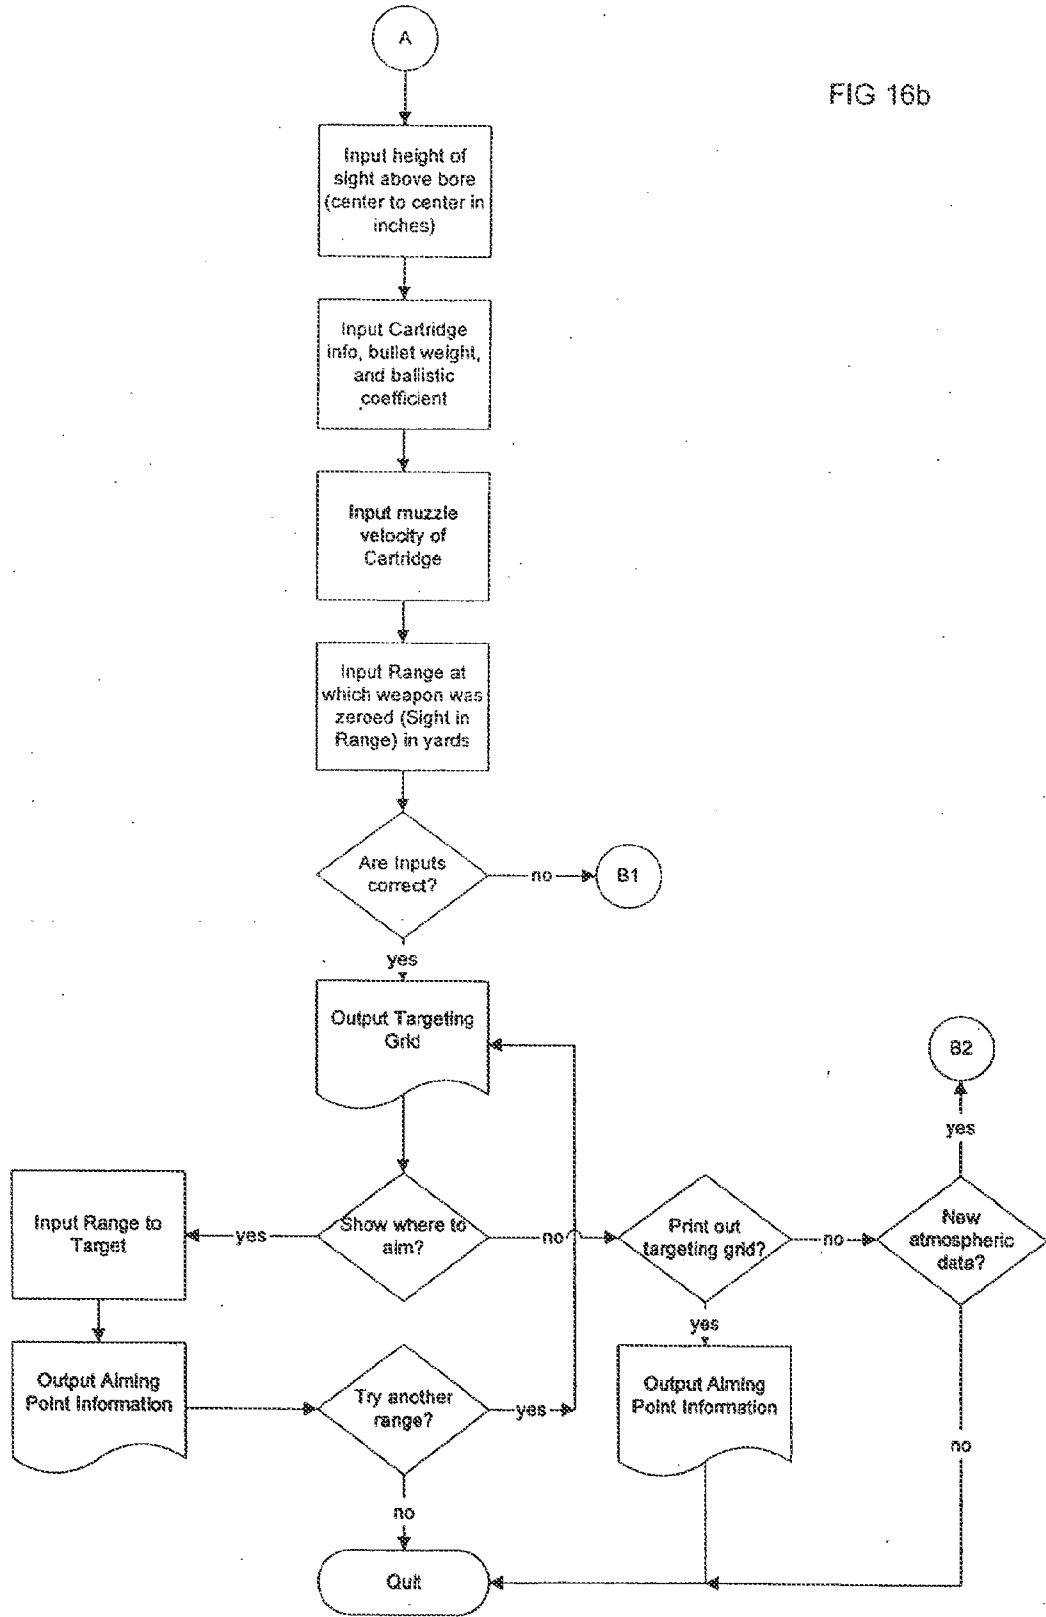 A
FIG 16b
Input height of
sight above bore
(center to center in
inches)
Input Cartridge
info, bullet weight,
and ballistic
coefficient
Input muzzle
velocity of
Cartridge
Input Range at
which weapon was
zeroed (Sight in
Range) in yards
Are Inputs
correct?
no
B1
yes
Output Targeting
Grid
B2
yes
Input Range to
Target
yes
Show where to
aim?
no
Print out
targeting grid?
no
New
atmospheric
data?
yes
Output Aiming
Point Information
Try another
range?
yes
Output Aiming
Point Information
no
no
Quit